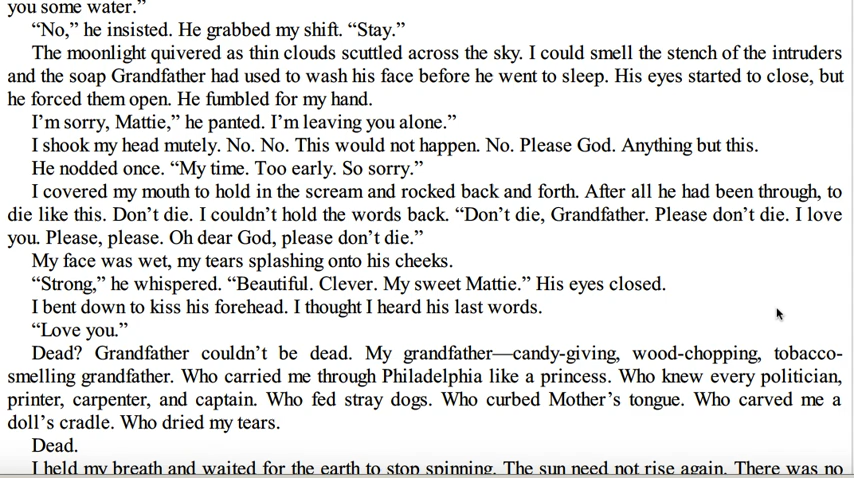 you some water.”
“No,” he insisted. He grabbed my shift. “Stay.”
The moonlight quivered as thin clouds scuttled across the sky. I could smell the stench of the intruders
and the soap Grandfather had used to wash his face before he went to sleep. His eyes started to close, but
he forced them open. He fumbled for my hand.
I’m sorry, Mattie,” he panted. I’m leaving you alone.”
I shook my head mutely. No. No. This would not happen. No. Please God. Anything but this.
He nodded once. “My time. Too early. So sorry.”
I covered my mouth to hold in the scream and rocked back and forth. After all he had been through, to
die like this. Don’t die. I couldn’t hold the words back. “Don’t die, Grandfather. Please don’t die. I love
you. Please, please. Oh dear God, please don’t die.”
My face was wet, my tears splashing onto his cheeks.
“Strong,” he whispered. “Beautiful. Clever. My sweet Mattie.” His eyes closed.
I bent down to kiss his forehead. I thought I heard his last words.
“Love you.”
Dead? Grandfather couldn’t be dead. My grandfather—candy-giving, wood-chopping, tobacco-
smelling grandfather. Who carried me through Philadelphia like a princess. Who knew every politician,
printer, carpenter, and captain. Who fed stray dogs. Who curbed Mother’s tongue. Who carved me a
doll’s cradle. Who dried my tears.
Dead.
I held my breath and waited for the earth to stop spinning. The sun need not rise again. There was no